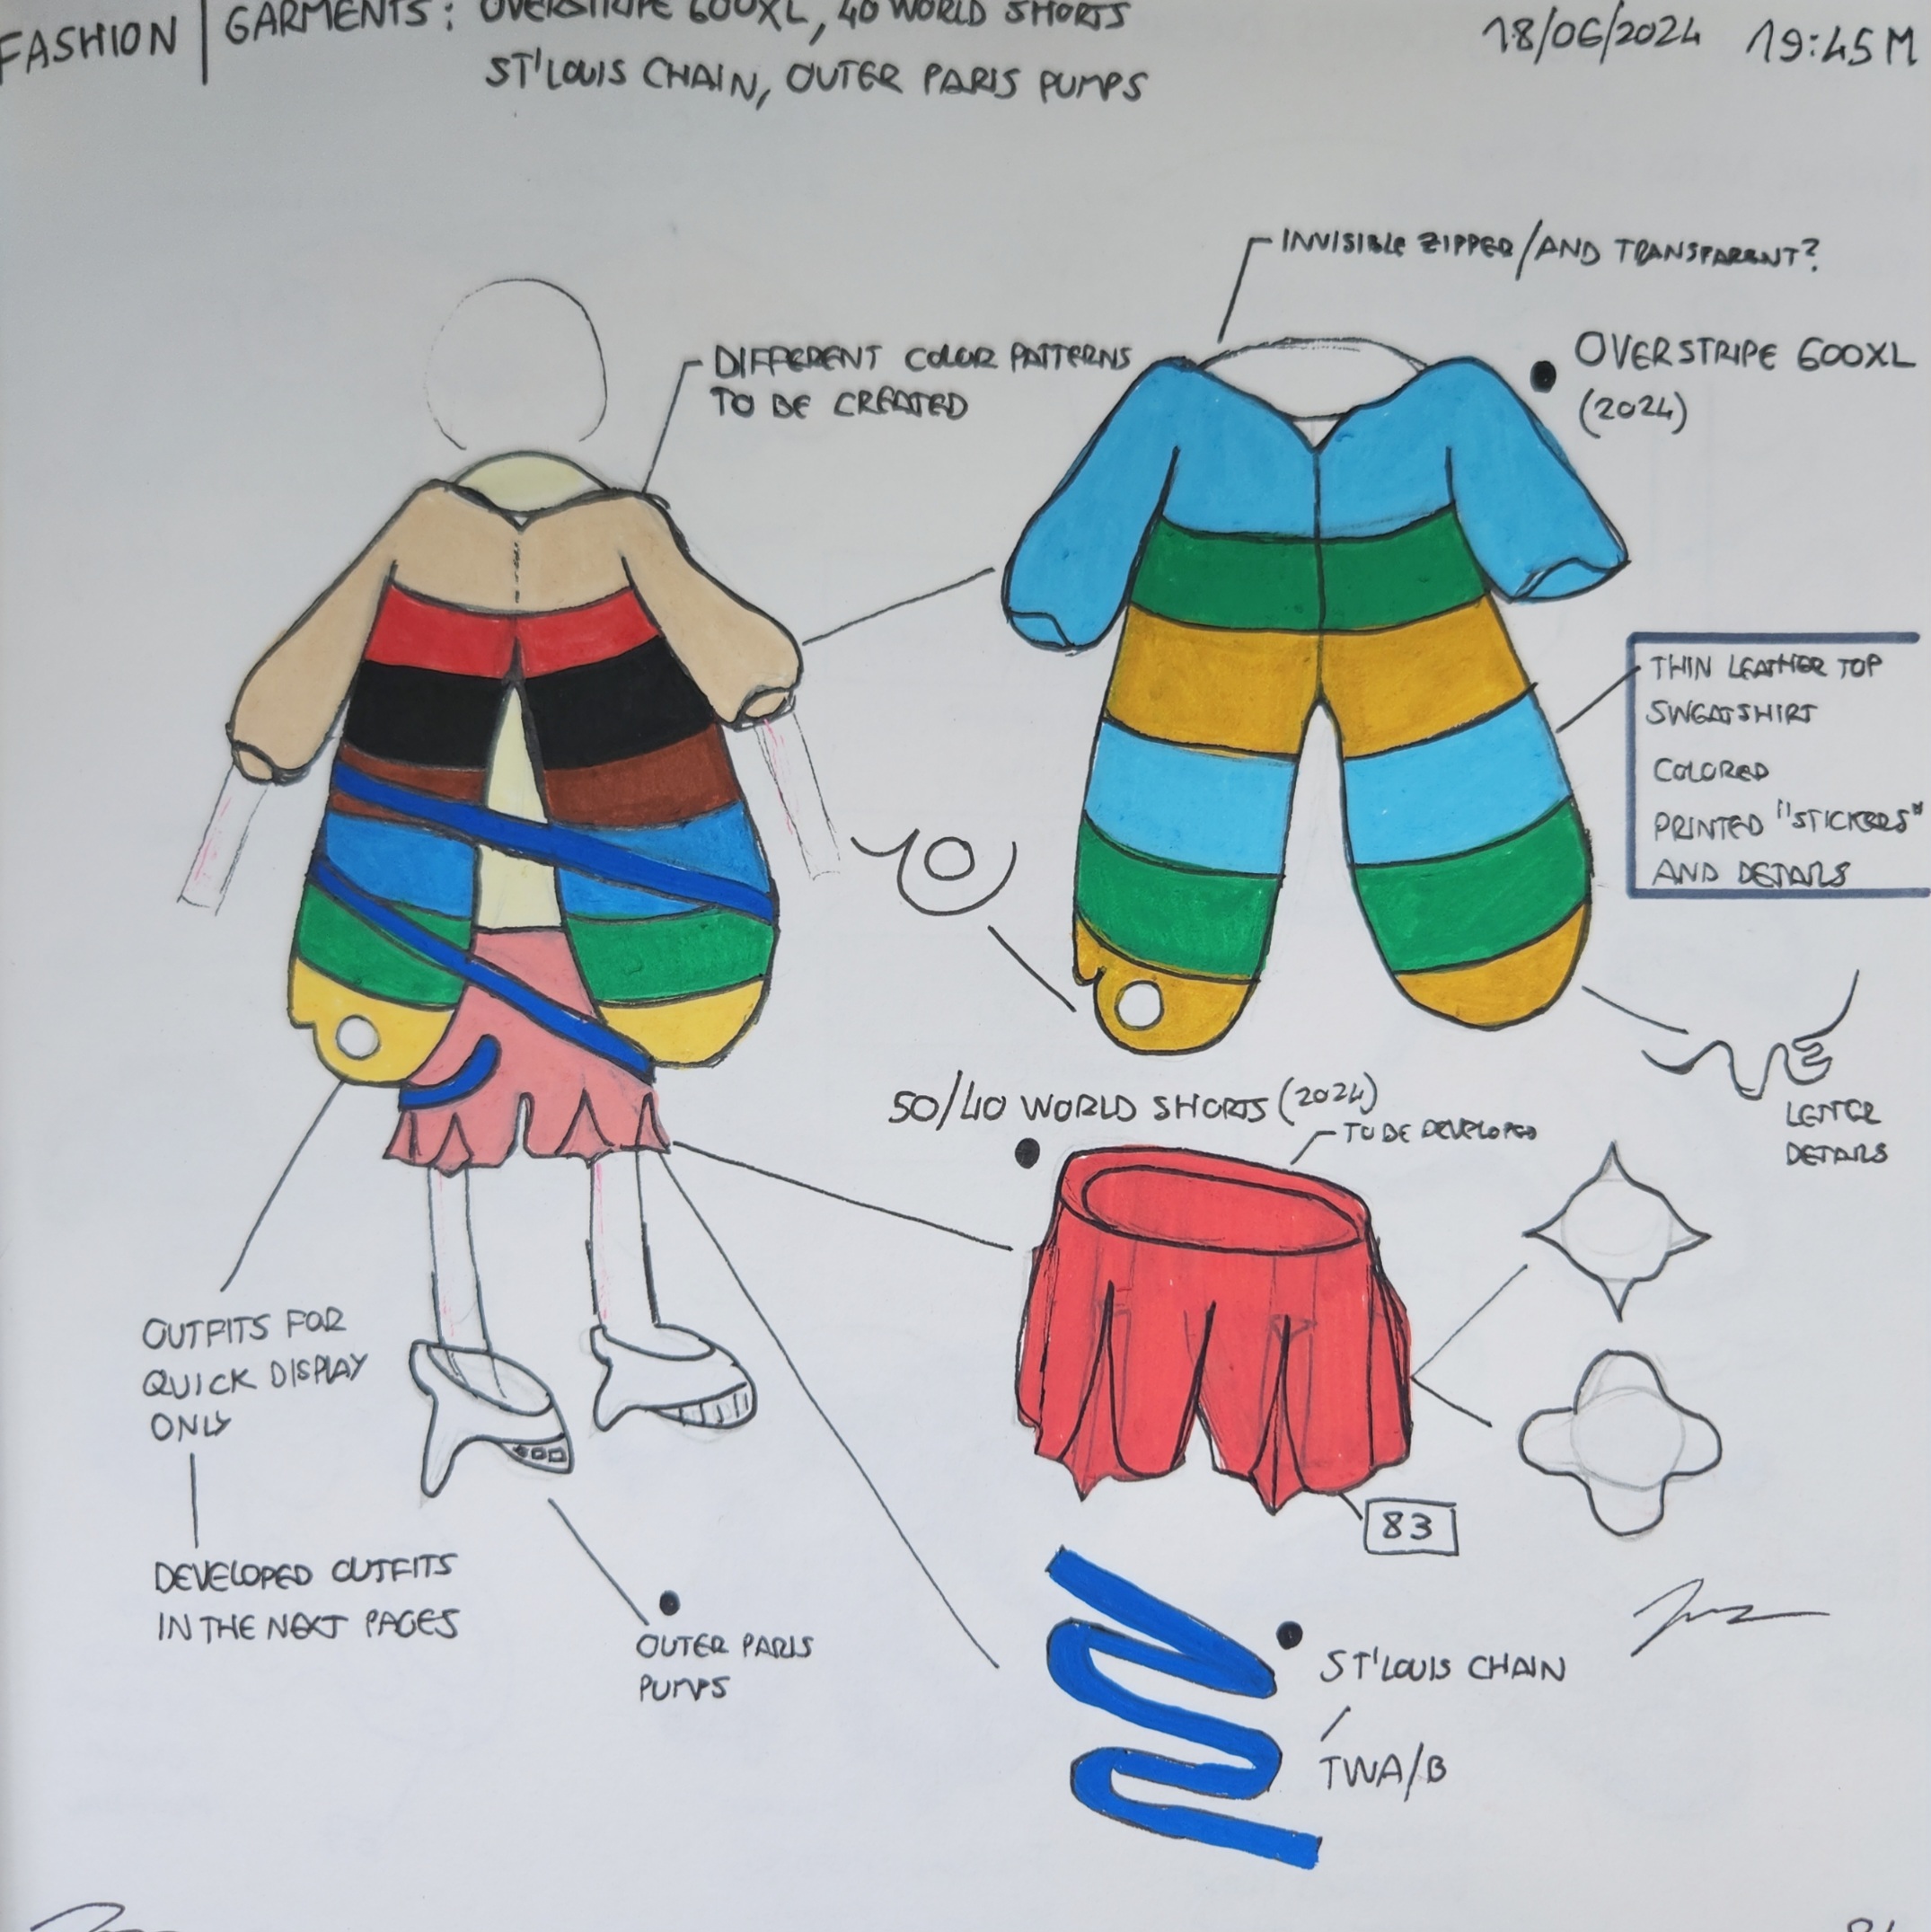 FASHION | GARMENTS: OVERSTRIPE 600XL, 40 WORLD SHORTS
ST'LOUIS CHAIN, OUTER PARIS PUMPS
18/06/2024 19:45M
INVISIBLE ZIPPER/AND TRANSPARENT?
DIFFERENT COLOR PATTERNS
TO BE CREATED
OVERSTRIPE 600XL
(2024)
THIN LEATHER TOP
SWEATSHIRT
COLORED
PRINTED "STICKERS"
AND DETAILS
LETTER
DETAILS
50/40 WORLD SHORTS (2024)
TO BE DEVELOPED
83
OUTFITS FOR
QUICK DISPLAY
ONLY
DEVELOPED OUTFITS
IN THE NEXT PAGES
OUTER PARIS
PUMPS
ST'LOUIS CHAIN
TWA/B